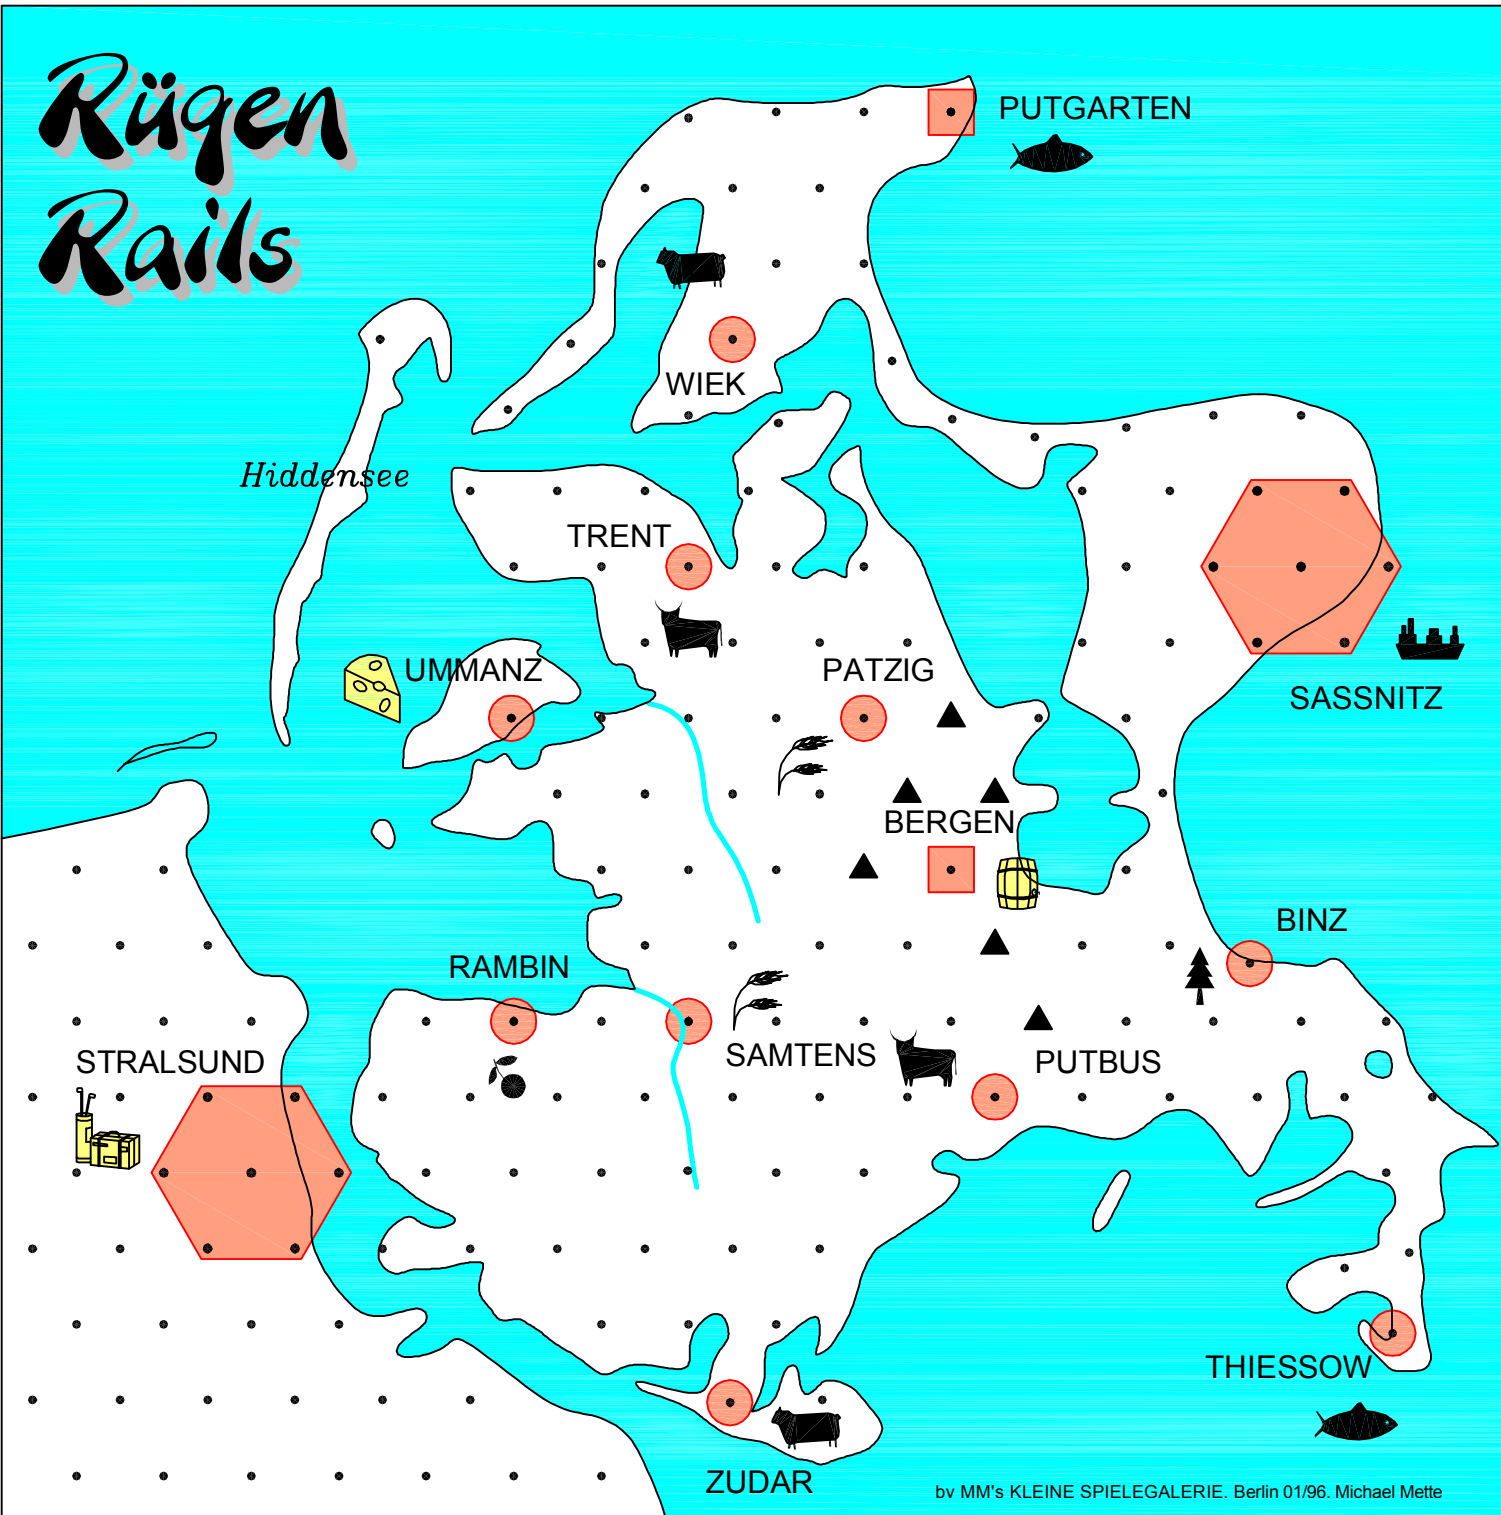 Rügen
Rails
PUTGARTEN
WIEK
Hiddensee
TRENT
UMMANZ
PATZIG
SASSNITZ
BERGEN
BINZ
RAMBIN
STRALSUND
SAMTENS
PUTBUS
THIESSOW
ZUDAR
by MM's KLEINE SPIELEGALERIE. Berlin 01/96. Michael Mette